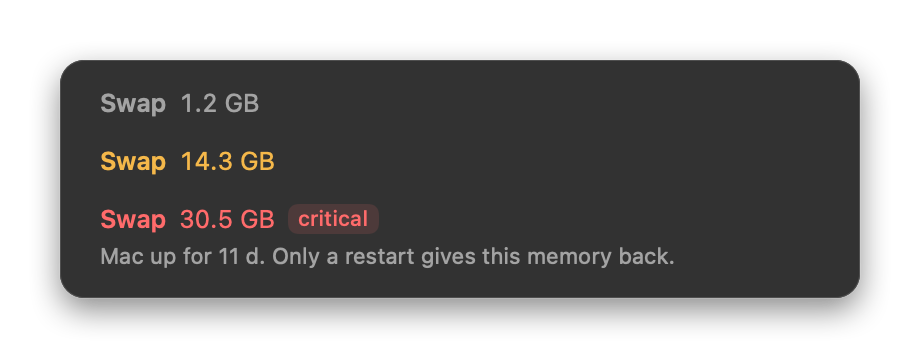 Swap 1.2 GB
Swap 14.3 GB
Swap 30.5 GB critical
Mac up for 11 d. Only a restart gives this memory back.